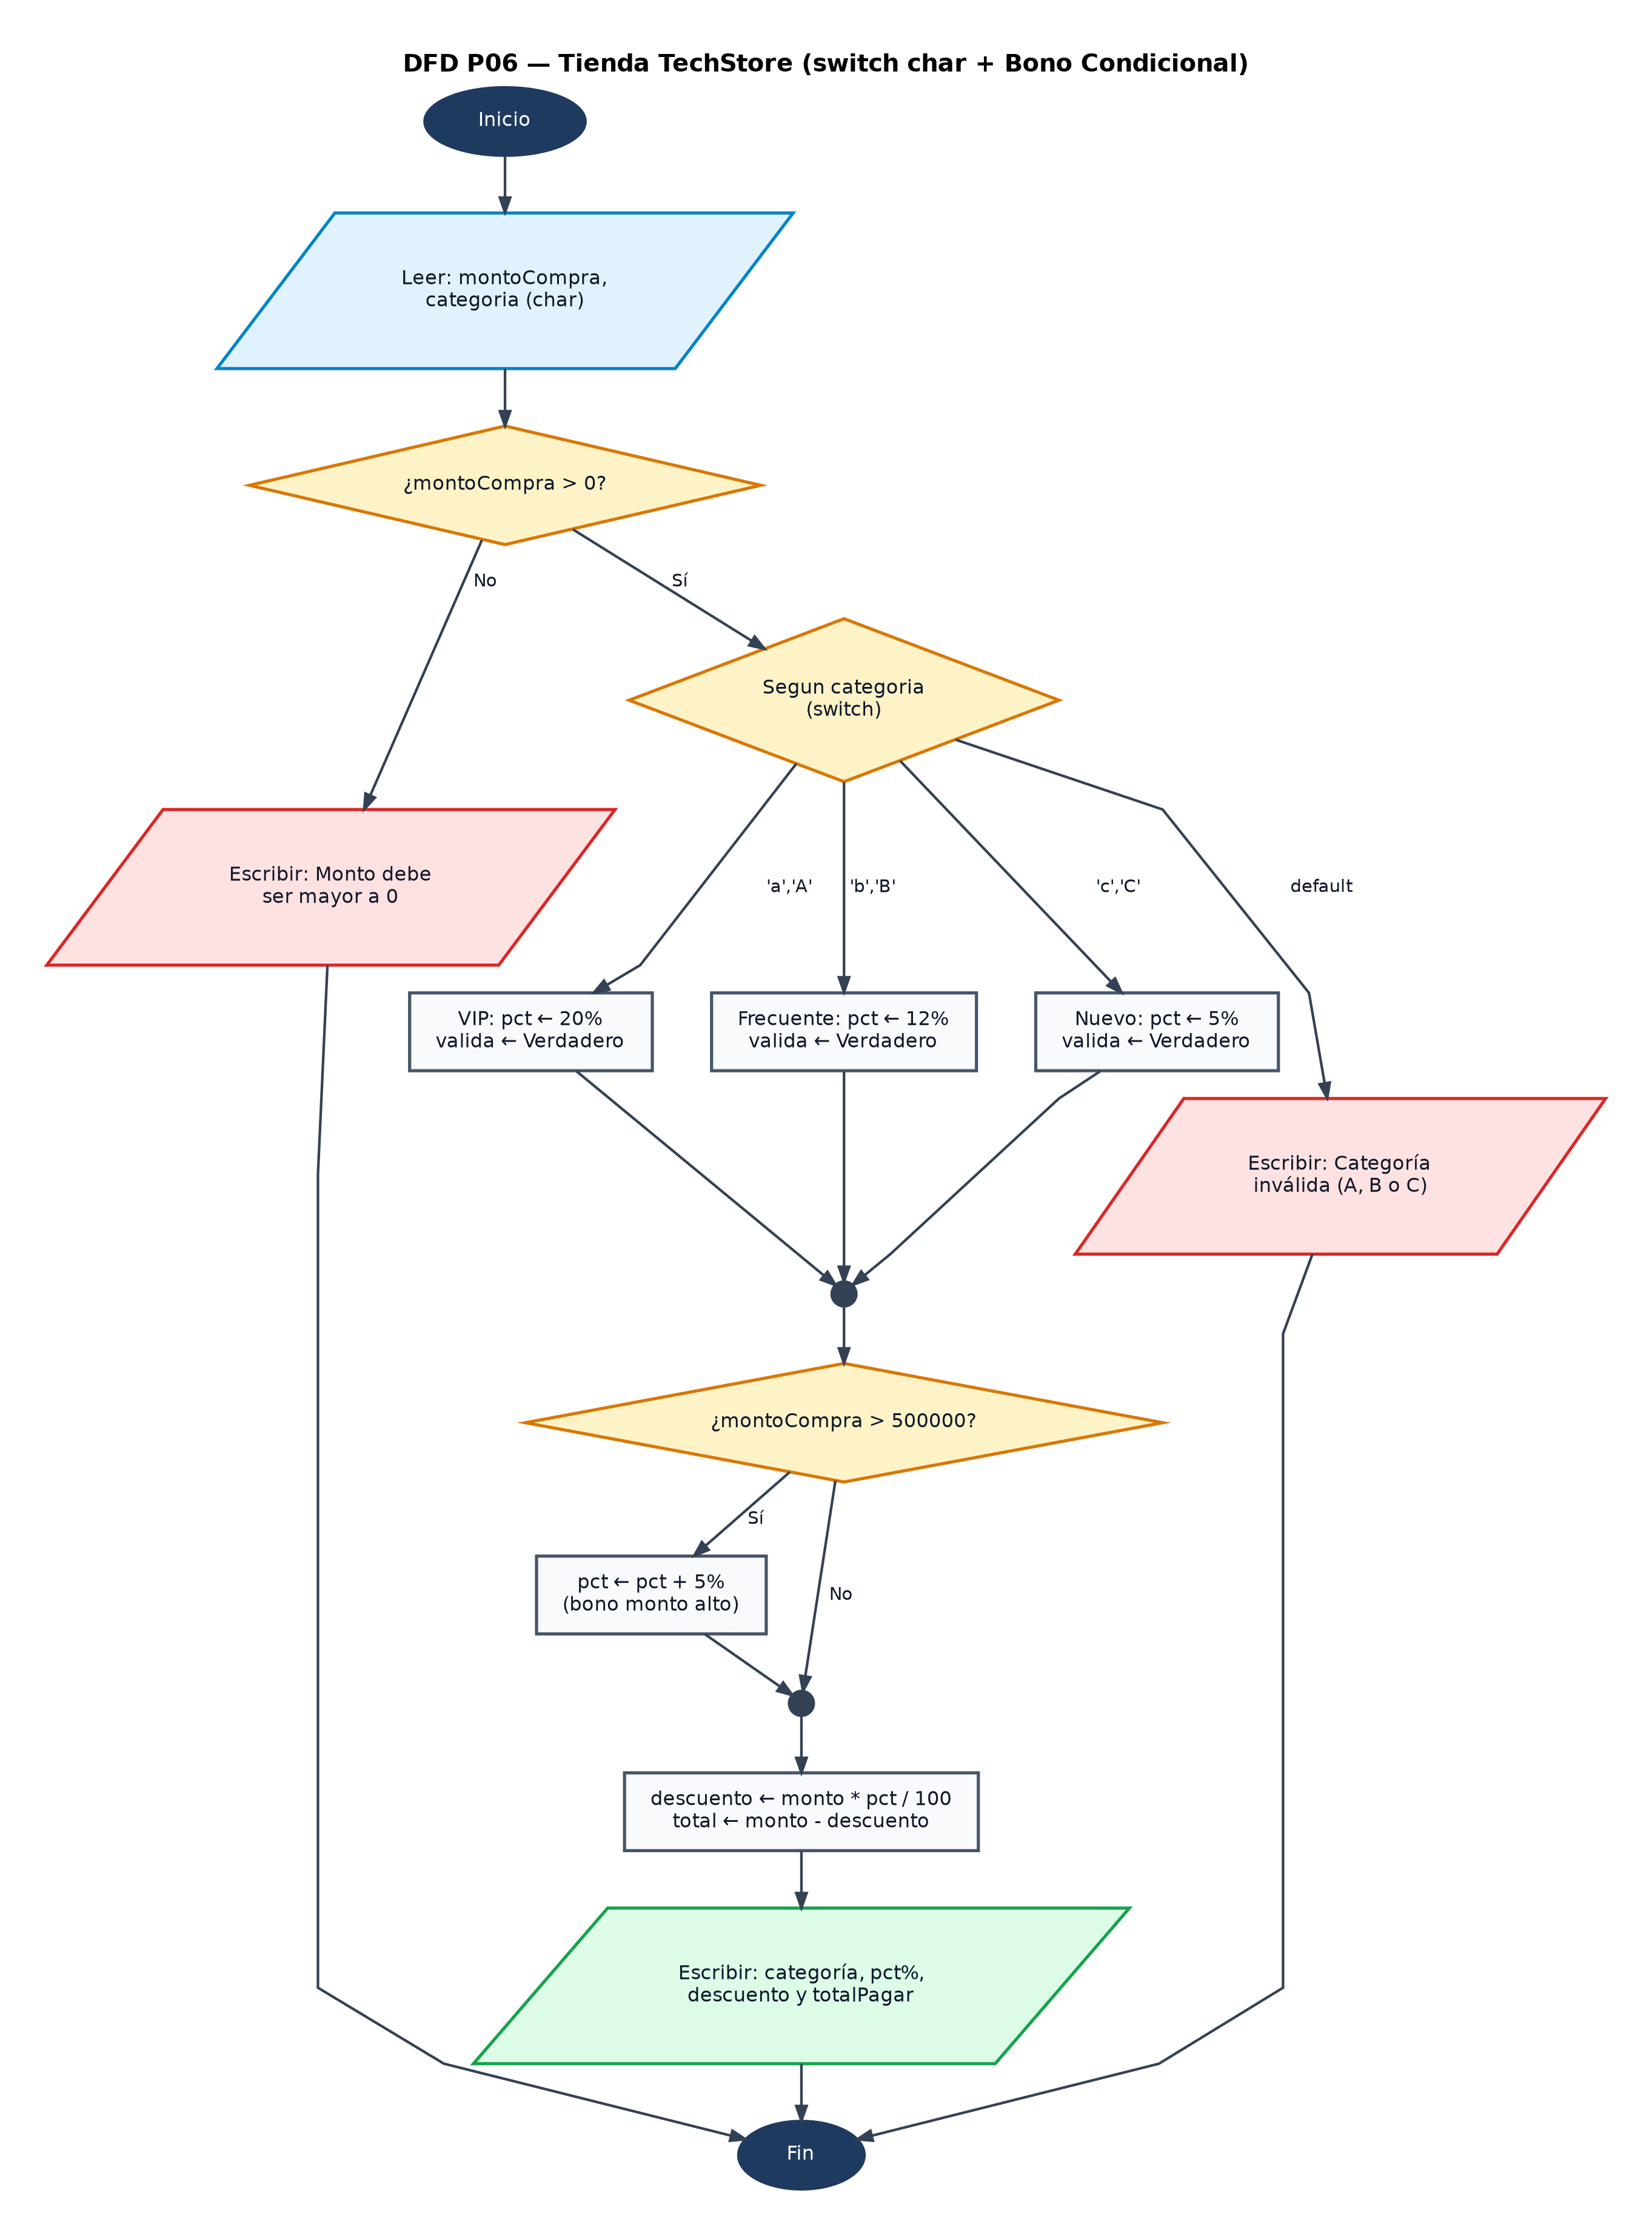 DFD P06 — Tienda TechStore (switch char + Bono Condicional)
Inicio
Leer: montoCompra,
categoria (char)
¿montoCompra > 0?
No
Sí
Segun categoria
(switch)
Escribir: Monto debe
ser mayor a 0
'a','A'
'b','B'
'c','C'
default
VIP: pct ← 20%
valida ← Verdadero
Frecuente: pct ← 12%
valida ← Verdadero
Nuevo: pct ← 5%
valida ← Verdadero
Escribir: Categoría
inválida (A, B o C)
¿montoCompra > 500000?
Sí
No
pct ← pct + 5%
(bono monto alto)
descuento ← monto * pct / 100
total ← monto - descuento
Escribir: categoría, pct%,
descuento y totalPagar
Fin